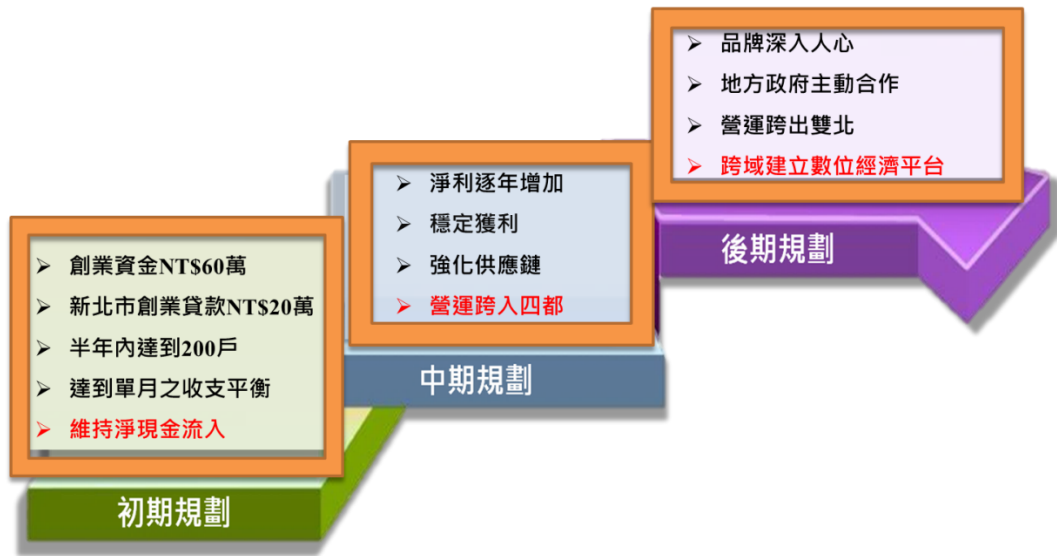 ➢ 創業資金NT$60萬
➢ 新北市創業貸款NT$20萬
➢ 半年內達到200戶
➢ 達到單月之收支平衡
➢ 維持淨現金流入
初期規劃
➢ 淨利逐年增加
➢ 穩定獲利
➢ 強化供應鏈
➢ 營運跨入四都
中期規劃
➢ 品牌深入人心
➢ 地方政府主動合作
➢ 營運跨出雙北
➢ 跨域建立數位經濟平台
後期規劃